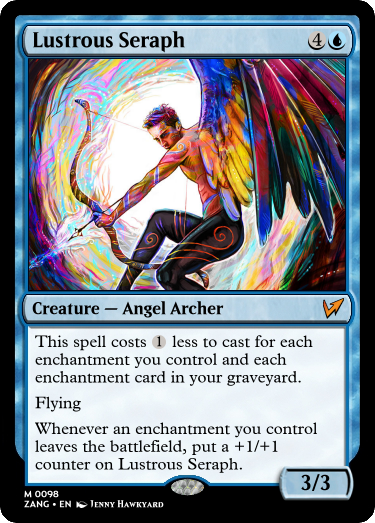 Lustrous Seraph 4
Creature — Angel Archer
This spell costs 1 less to cast for each
enchantment you control and each
enchantment card in your graveyard.
Flying
Whenever an enchantment you control
leaves the battlefield, put a +1/+1
counter on Lustrous Seraph.
3/3
M 0098
ZANG • EN Jenny Hawkyard